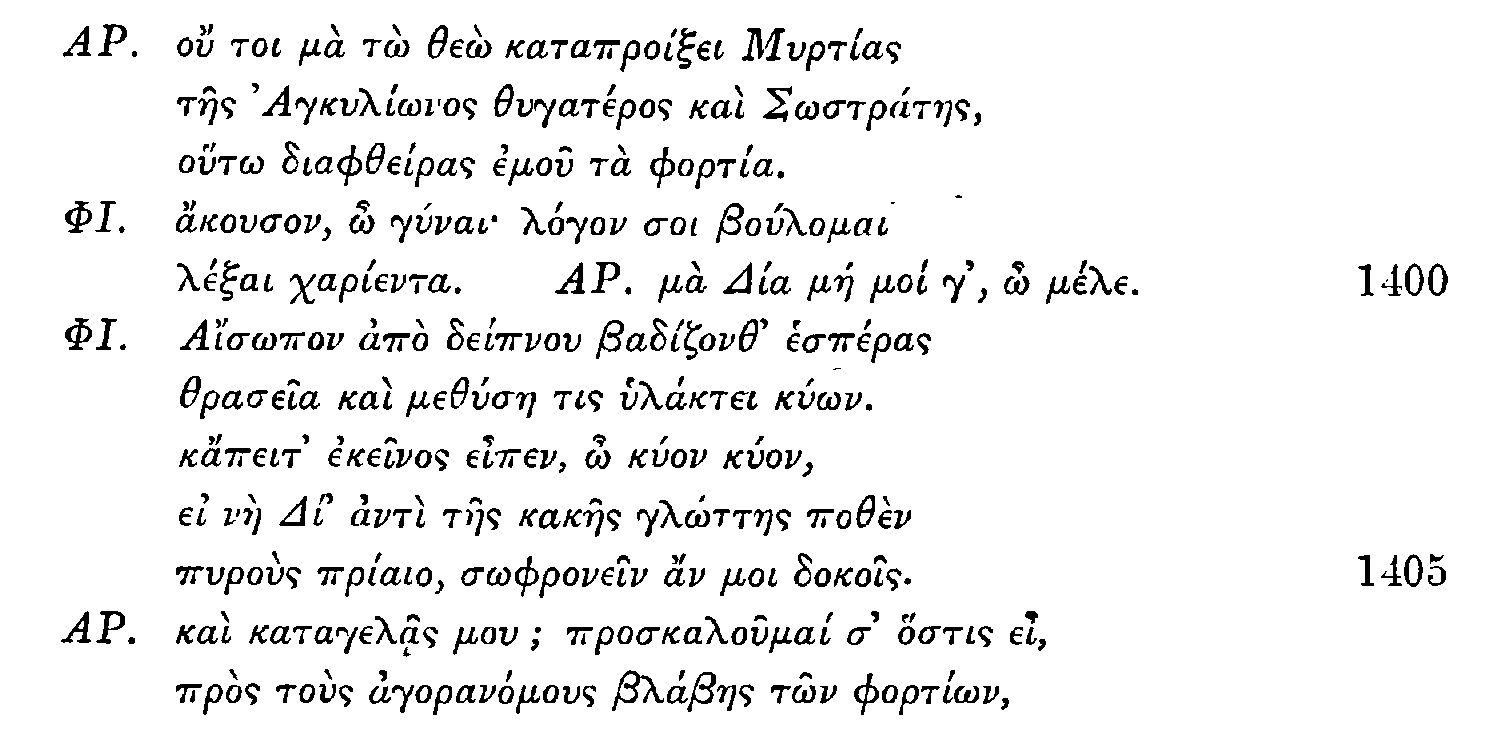 ΑΡ. οὔ τοι μὰ τὼ θεὼ καταπροίξει Μυρτίας
τῆς Ἀγκυλίωνος θυγατέρος καὶ Σωστράτης,
οὕτω διαφθείρας ἐμοῦ τὰ φορτία.
ΦΙ. ἄκουσον, ὦ γύναι· λόγον σοι βούλομαι
λέξαι χαρίεντα. ΑΡ. μὰ Δία μή μοί γ’, ὦ μέλε. 1400
ΦΙ. Αἴσωπον ἀπὸ δείπνου βαδίζονθ’ ἑσπέρας
θρασεῖα καὶ μεθύση τις ὑλάκτει κύων.
κἄπειτ’ ἐκεῖνος εἶπεν, ὦ κύον κύον,
εἰ νὴ Δί’ ἀντὶ τῆς κακῆς γλώττης ποθὲν
πυροὺς πρίαιο, σωφρονεῖν ἄν μοι δοκοῖς. 1405
ΑΡ. καὶ καταγελᾷς μου; προσκαλοῦμαί σ’ ὅστις εἶ,
πρὸς τοὺς ἀγορανόμους βλάβης τῶν φορτίων,